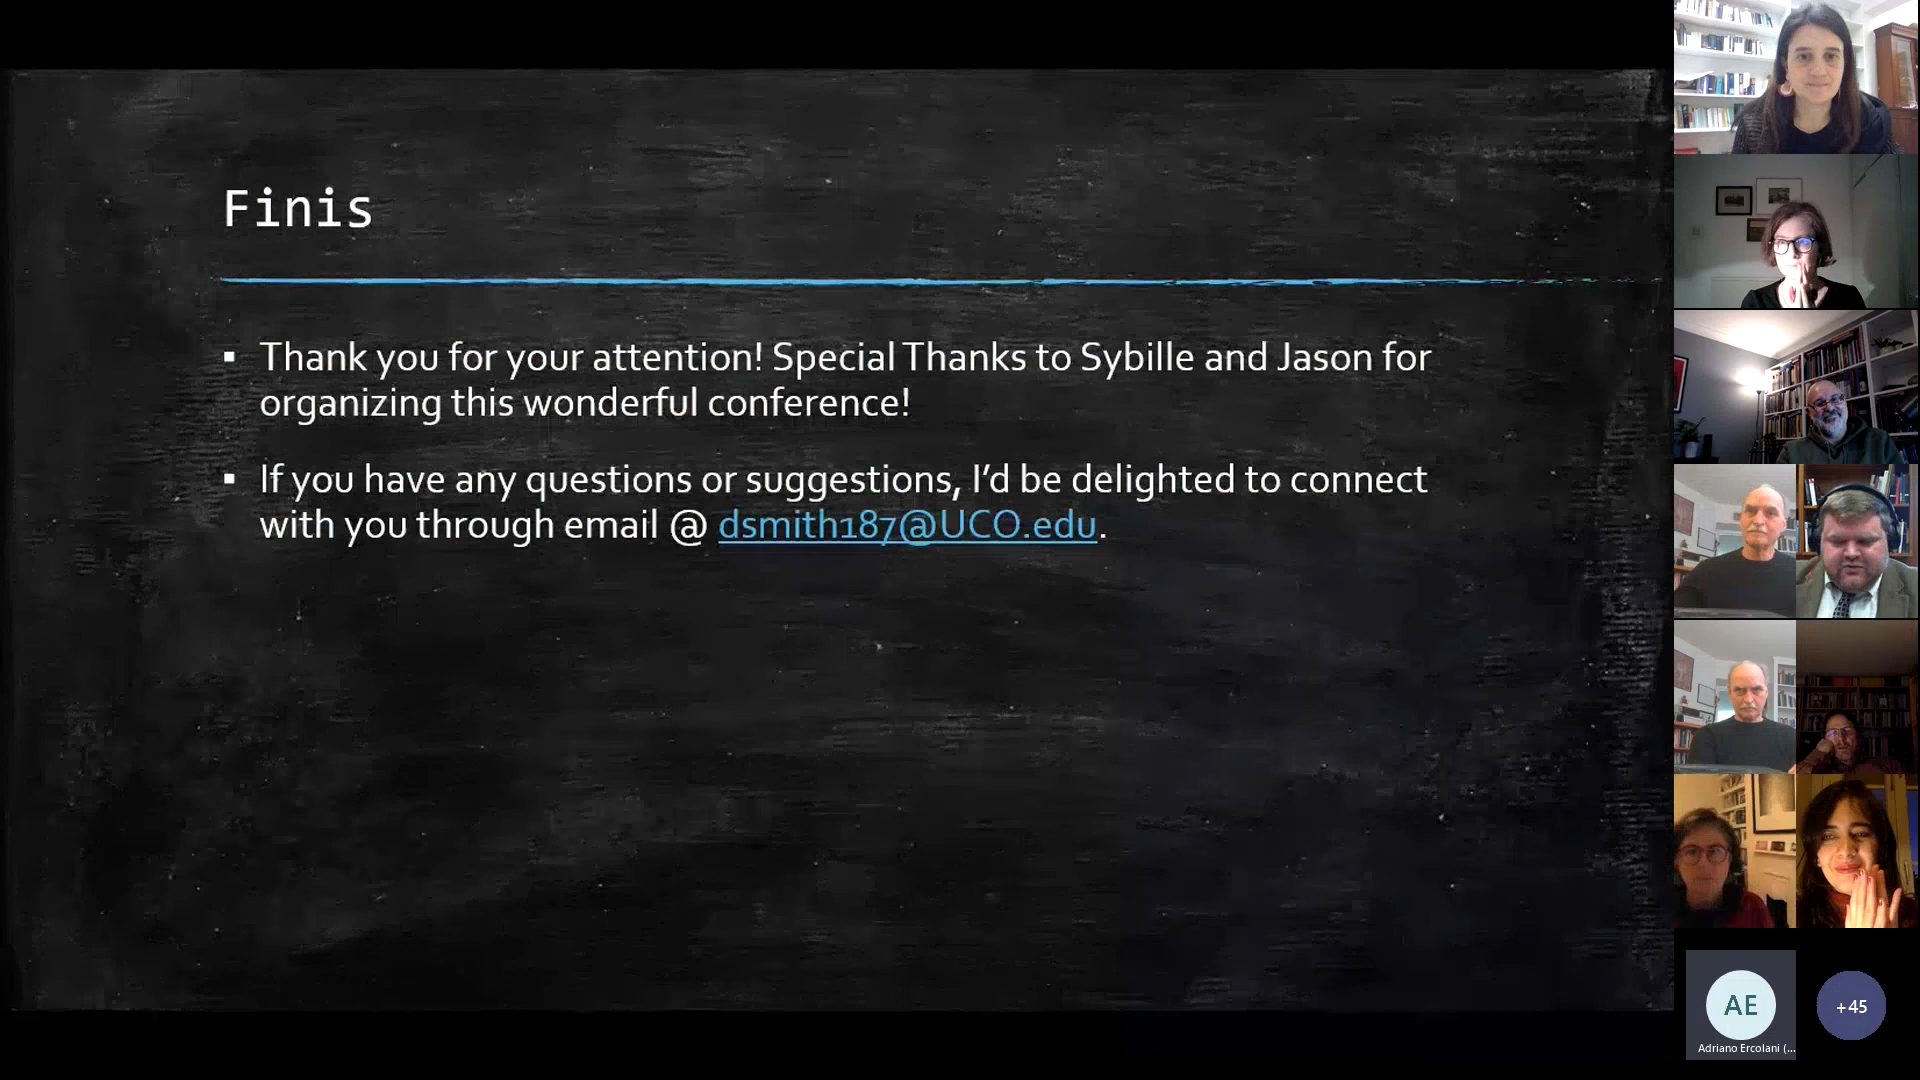 Finis
▪ Thank you for your attention! Special Thanks to Sybille and Jason for
organizing this wonderful conference!
▪ If you have any questions or suggestions, I’d be delighted to connect
with you through email @ dsmith187@UCO.edu.
AE
Adriano Ercolani (...
+45